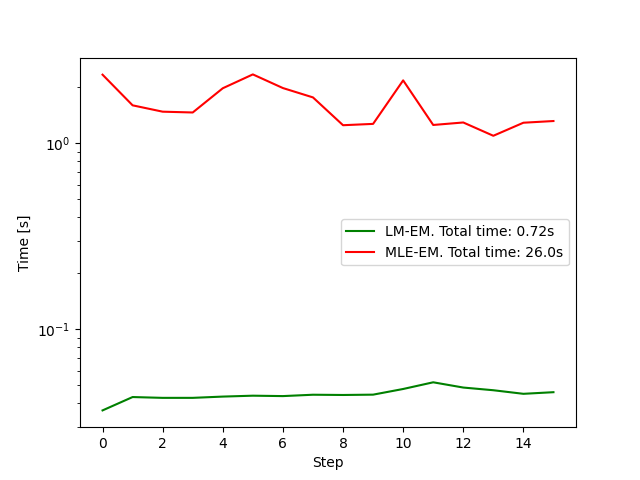 Time [s]
10⁰
10⁻¹
LM-EM. Total time: 0.72s
MLE-EM. Total time: 26.0s
0 2 4 6 8 10 12 14
Step